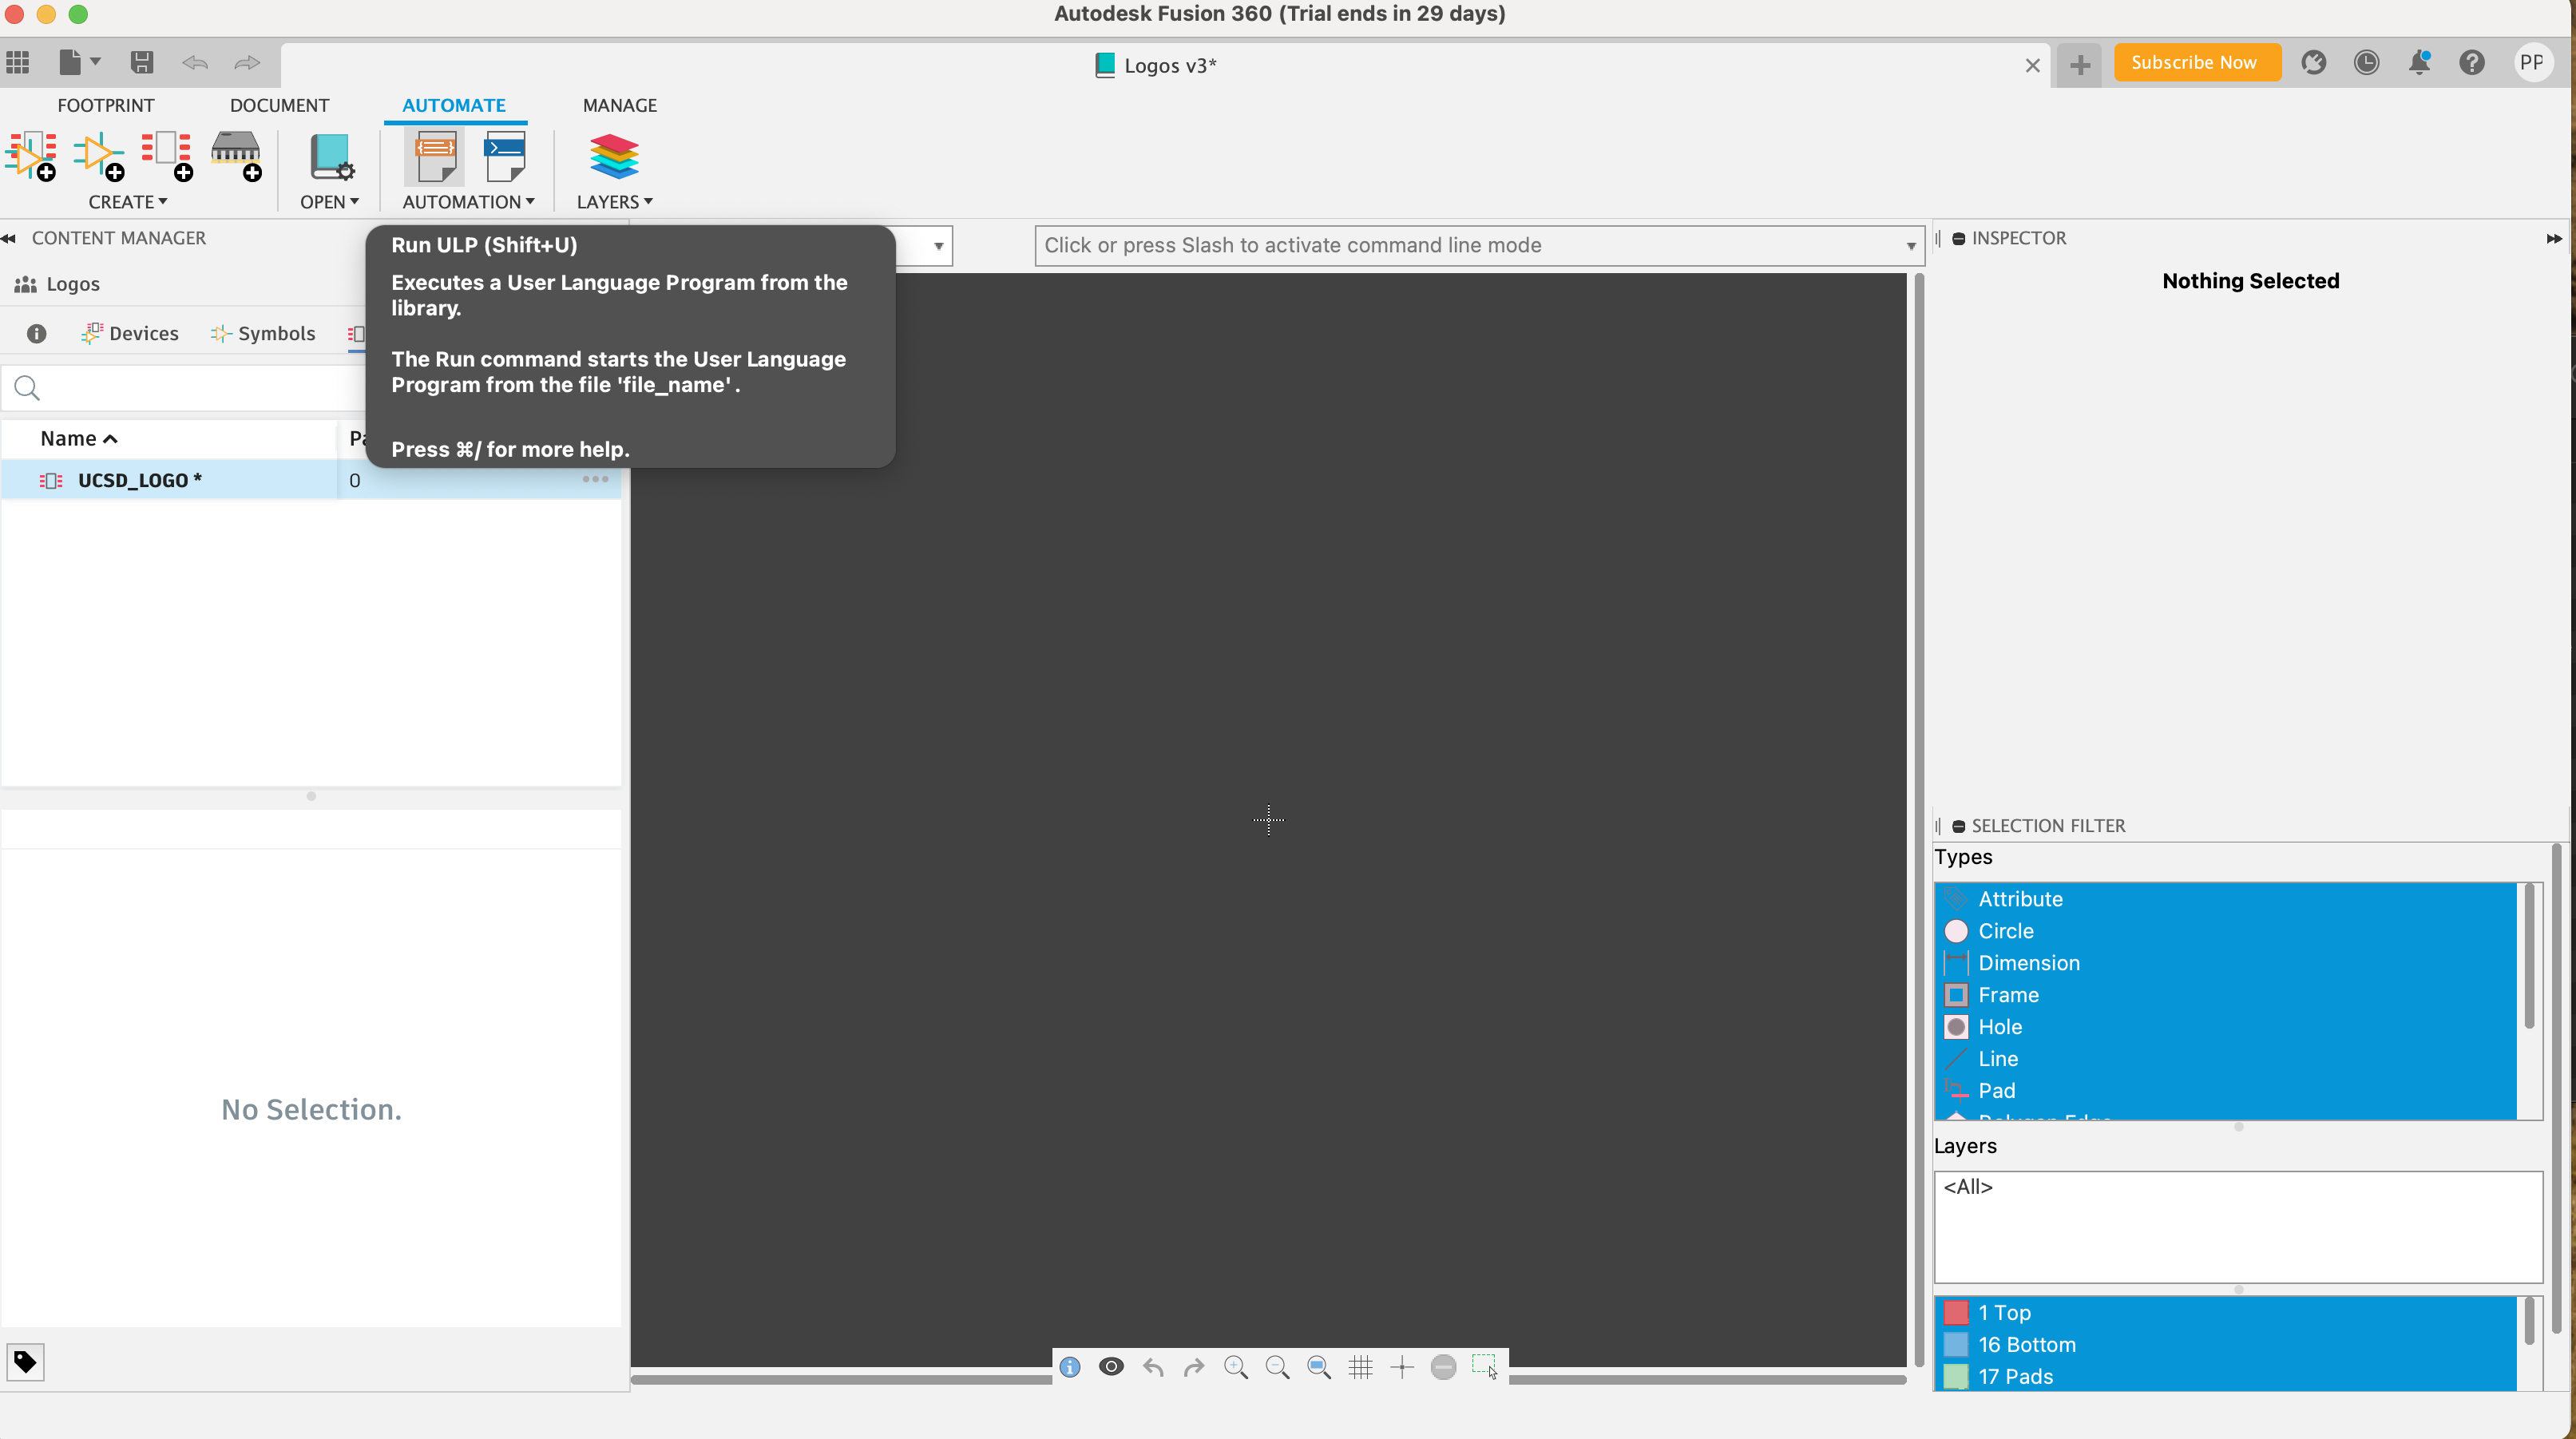 Autodesk Fusion 360 (Trial ends in 29 days)
Logos v3*
Subscribe Now
PP
FOOTPRINT
DOCUMENT
AUTOMATE
MANAGE
CREATE
OPEN
AUTOMATION
LAYERS
CONTENT MANAGER
Logos
Devices
Symbols
Name
0
UCSD_LOGO *
Run ULP (Shift+U)
Executes a User Language Program from the
library.
The Run command starts the User Language
Program from the file 'file_name' .
Press ⌘/ for more help.
No Selection.
Click or press Slash to activate command line mode
INSPECTOR
Nothing Selected
SELECTION FILTER
Types
Attribute
Circle
Dimension
Frame
Hole
Line
Pad
Layers
<All>
1 Top
16 Bottom
17 Pads